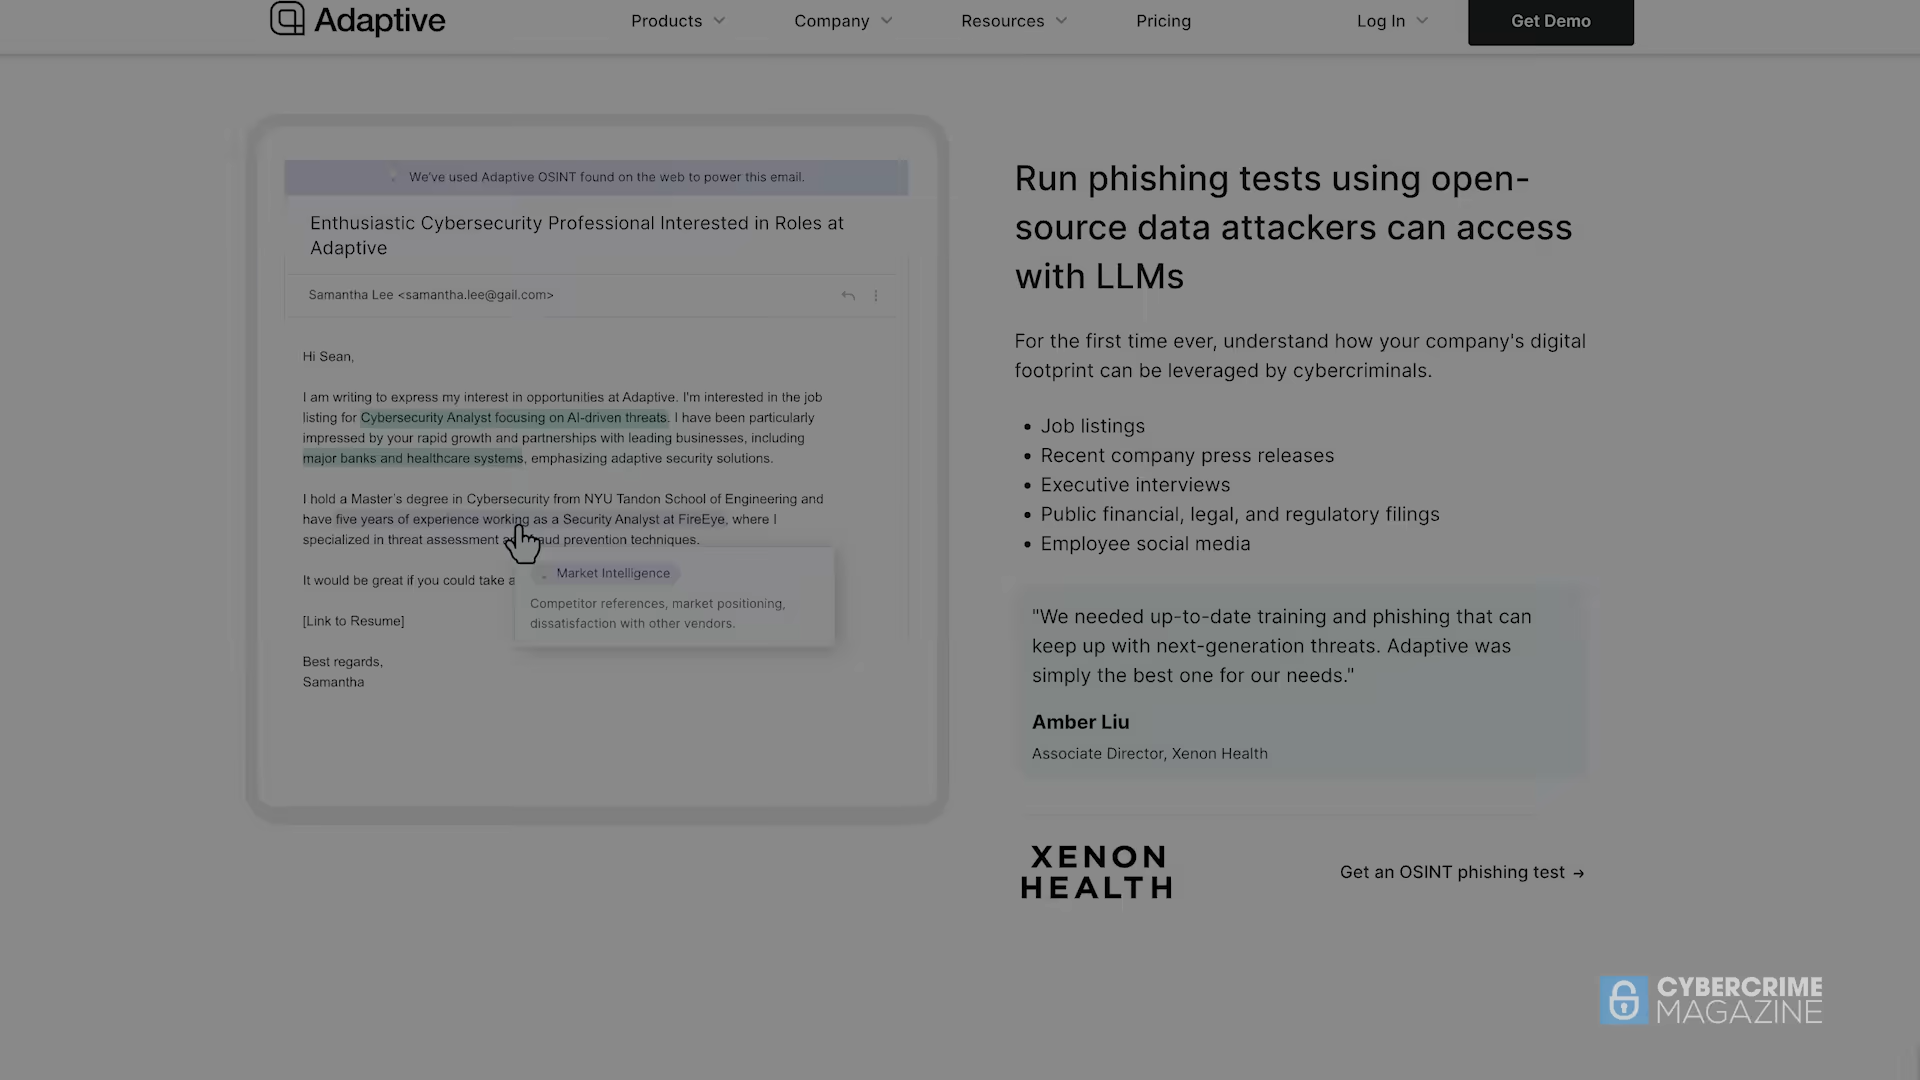 Adaptive
Products
Company
Resources
Pricing
Log In
Get Demo
We've used Adaptive OSINT found on the web to power this email.
Enthusiastic Cybersecurity Professional Interested in Roles at
Adaptive
Samantha Lee <samantha.lee@gail.com>
Hi Sean,
I am writing to express my interest in opportunities at Adaptive. I'm interested in the job
listing for Cybersecurity Analyst focusing on AI-driven threats. I have been particularly
impressed by your rapid growth and partnerships with leading businesses, including
major banks and healthcare systems, emphasizing adaptive security solutions.
I hold a Master's degree in Cybersecurity from NYU Tandon School of Engineering and
have five years of experience working as a Security Analyst at FireEye, where I
specialized in threat assessment prevention techniques.
It would be great if you could take a
Market Intelligence
Competitor references, market positioning,
dissatisfaction with other vendors.
[Link to Resume]
Best regards,
Samantha
Run phishing tests using open-
source data attackers can access
with LLMs
For the first time ever, understand how your company's digital
footprint can be leveraged by cybercriminals.
• Job listings
• Recent company press releases
• Executive interviews
• Public financial, legal, and regulatory filings
• Employee social media
"We needed up-to-date training and phishing that can
keep up with next-generation threats. Adaptive was
simply the best one for our needs."
Amber Liu
Associate Director, Xenon Health
XENON
HEALTH
Get an OSINT phishing test →
CYBERCRIME
MAGAZINE